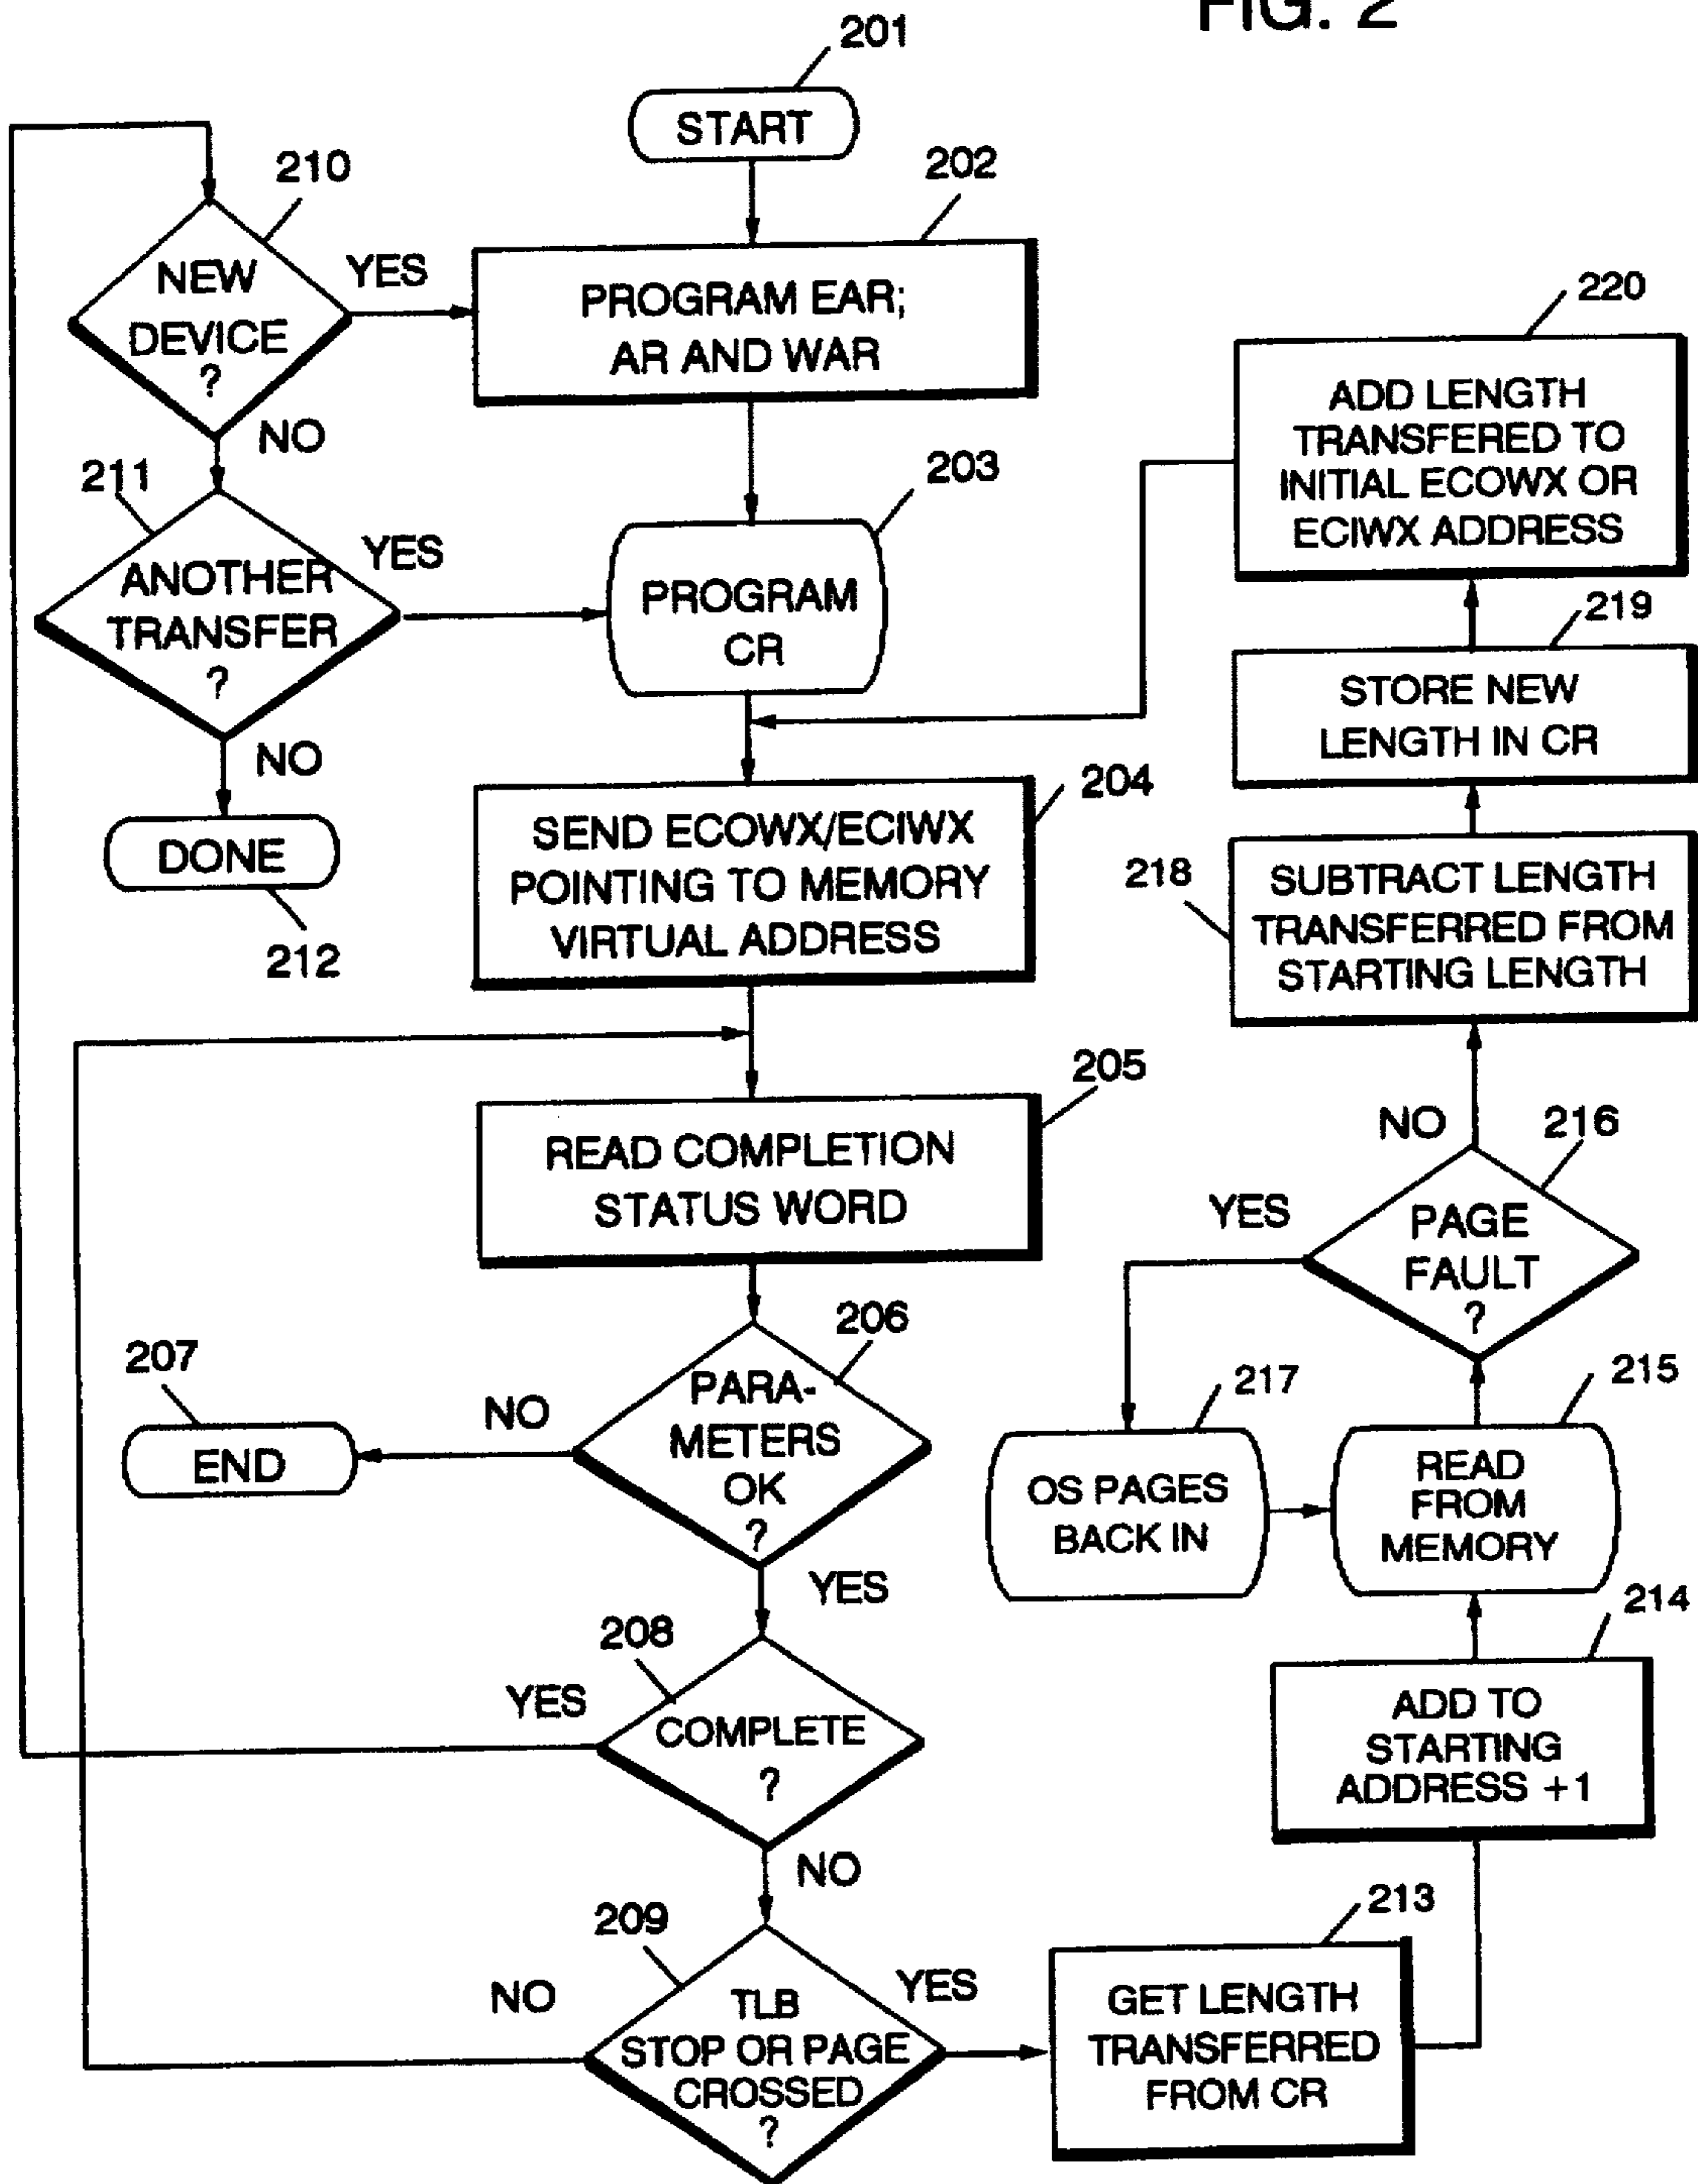 FIG. 2
201
START
210
202
NEW
DEVICE
?
YES
PROGRAM EAR;
AR AND WAR
NO
220
ADD LENGTH
TRANSFERED TO
INITIAL ECOWX OR
ECIWX ADDRESS
211
203
ANOTHER
TRANSFER
?
YES
PROGRAM
CR
NO
219
STORE NEW
LENGTH IN CR
DONE
212
204
SEND ECOWX/ECIWX
POINTING TO MEMORY
VIRTUAL ADDRESS
218
SUBTRACT LENGTH
TRANSFERRED FROM
STARTING LENGTH
205
READ COMPLETION
STATUS WORD
NO
216
YES
PAGE
FAULT
?
206
207
PARA-
METERS
OK
?
NO
END
YES
217
OS PAGES
BACK IN
215
READ
FROM
MEMORY
214
208
YES
COMPLETE
?
NO
ADD TO
STARTING
ADDRESS +1
209
NO
TLB
STOP OR PAGE
CROSSED
?
YES
213
GET LENGTH
TRANSFERRED
FROM CR